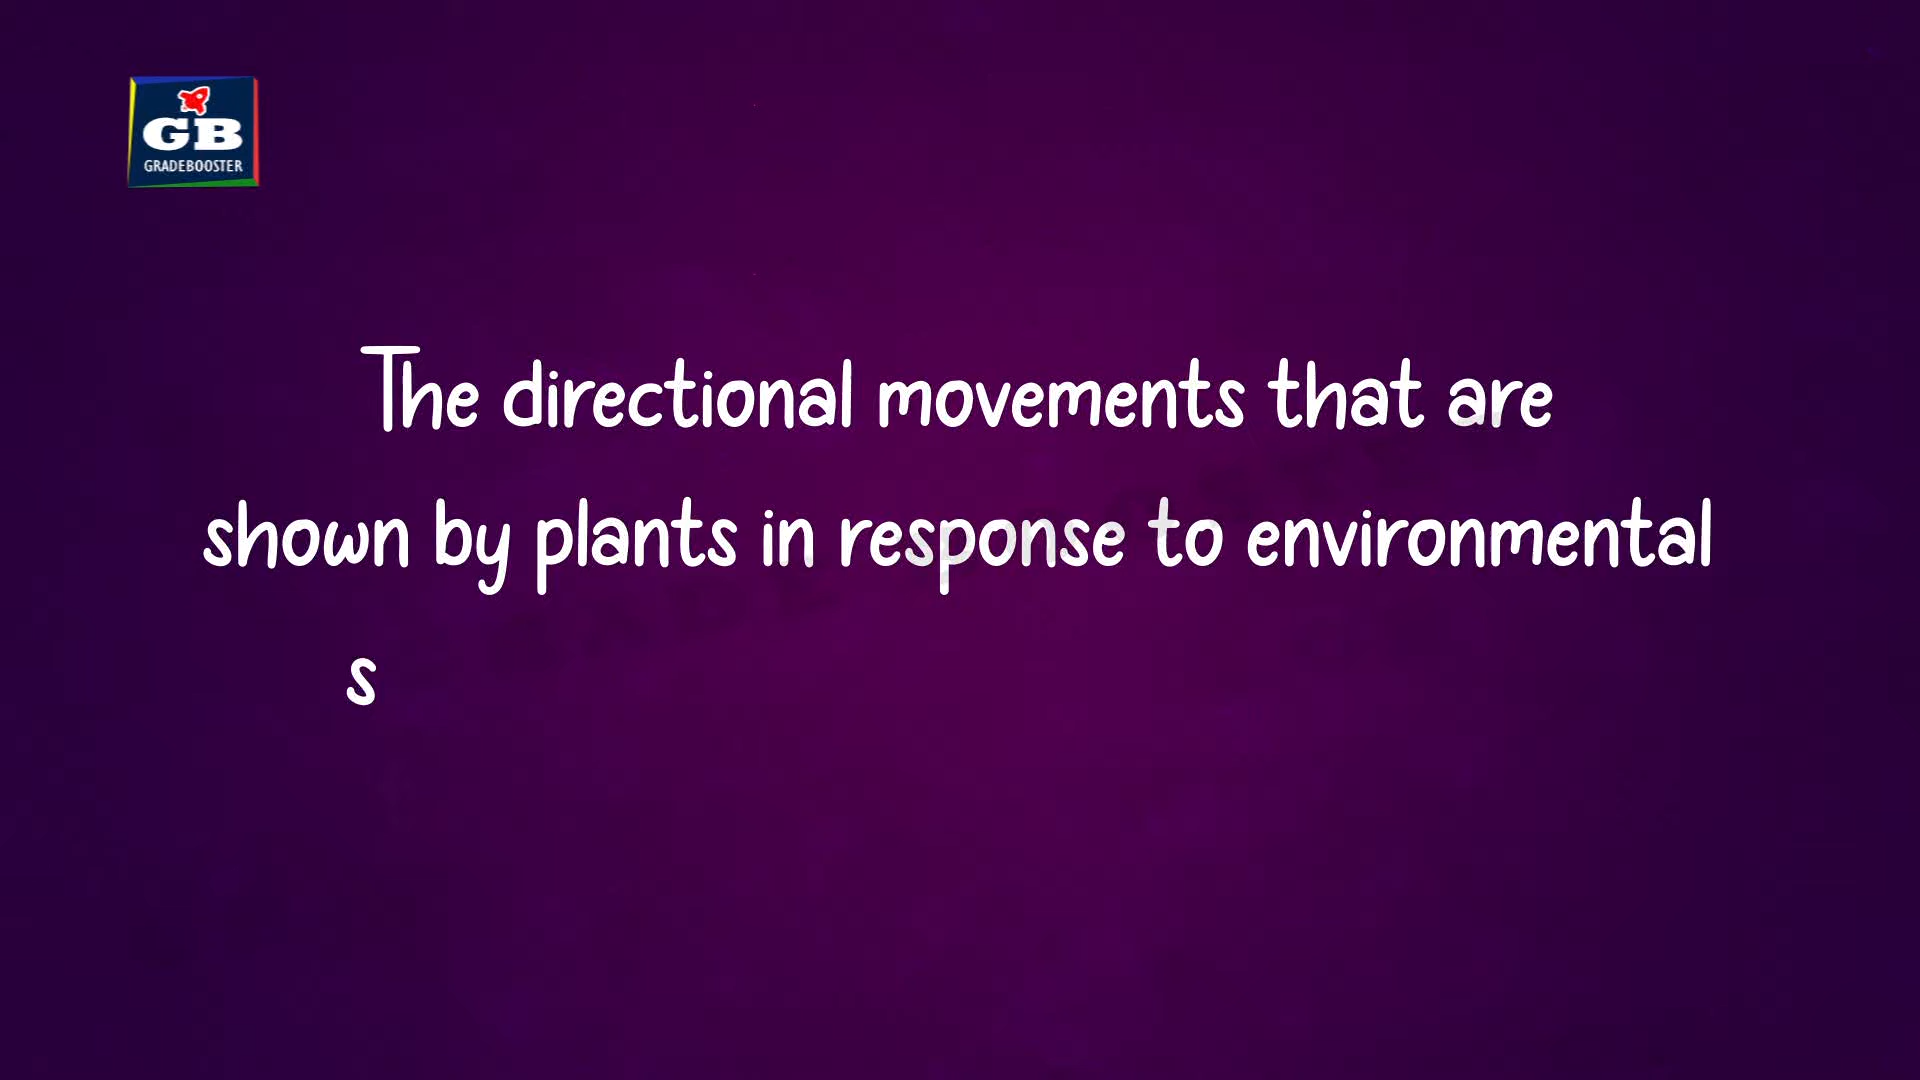 GB
GRADEBOOSTER
The directional movements that are
shown by plants in response to environmental
s